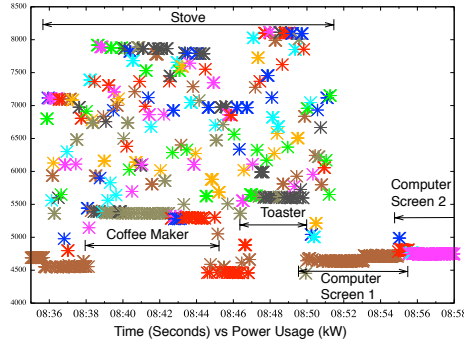 8500
Stove
8000
7500
7000
6500
6000
Computer
Screen 2
5500
Toaster
Coffee Maker
5000
4500
Computer
Screen 1
4000
08:36 08:38 08:40 08:42 08:44 08:46 08:48 08:50 08:52 08:54 08:56 08:58
Time (Seconds) vs Power Usage (kW)